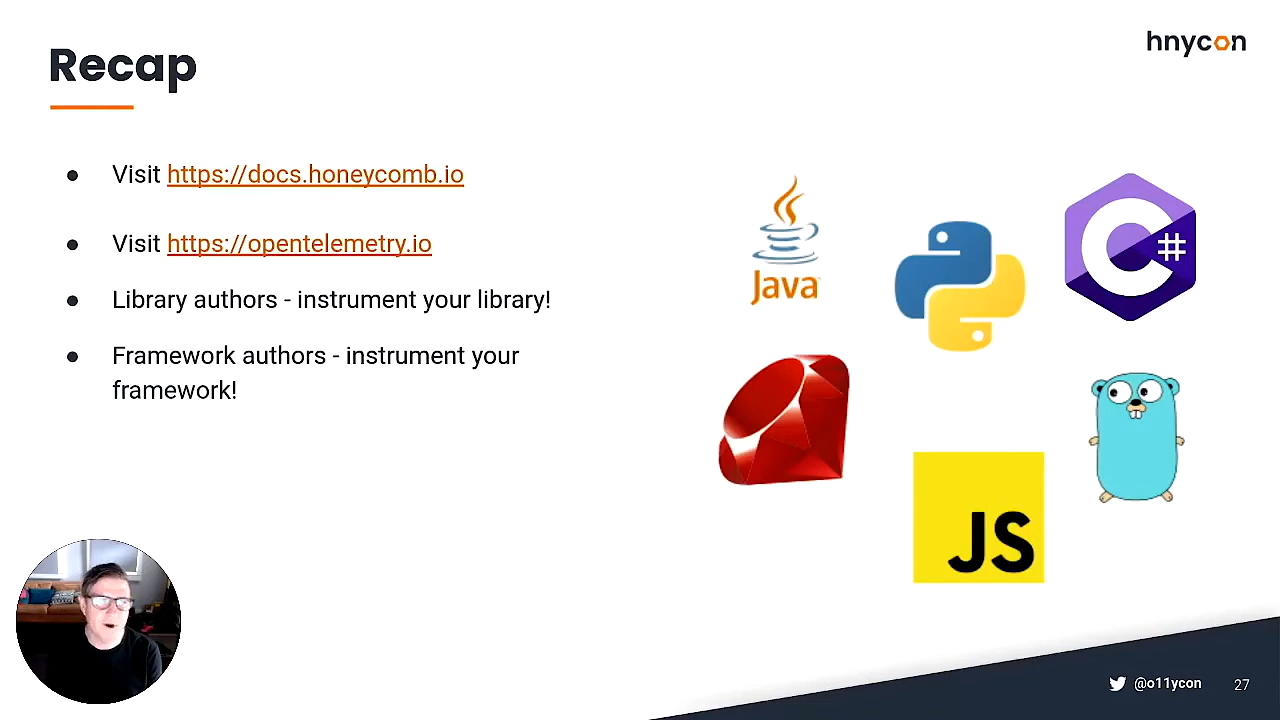 Recap
hnycon
Visit https://docs.honeycomb.io
Visit https://opentelemetry.io
Library authors - instrument your library!
Framework authors - instrument your
framework!
Java
C#
JS
@o11ycon
27